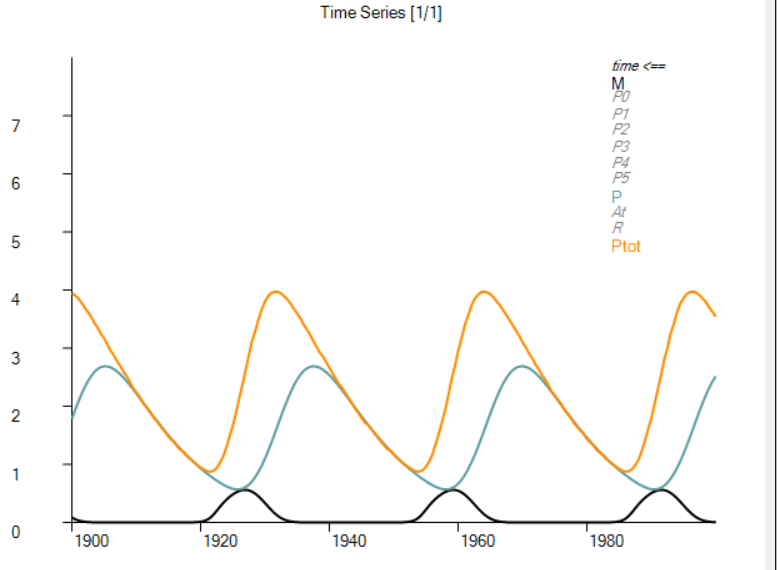 Time Series [1/1]
time <==
M
P0
P1
P2
P3
P4
P5
P
At
R
Ptot
7
6
5
4
3
2
1
0
1900 1920 1940 1960 1980